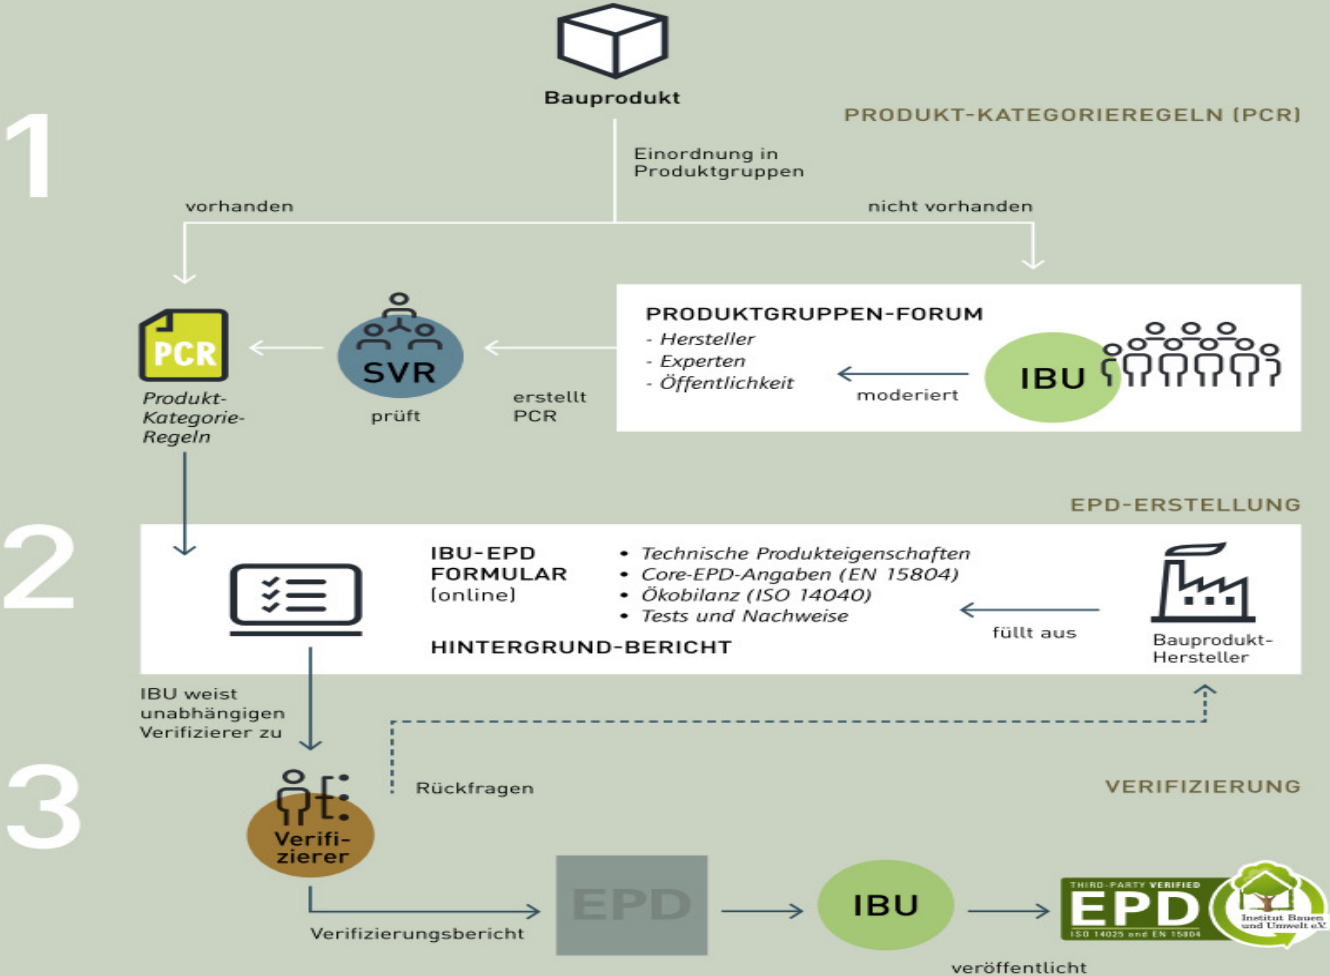 Bauprodukt
1
PRODUKT-KATEGORIEREGELN (PCR)
Einordnung in
Produktgruppen
vorhanden
nicht vorhanden
PCR
Produkt-
Kategorie-
Regeln
SVR
prüft
erstellt
PCR
PRODUKTGRUPPEN-FORUM
- Hersteller
- Experten
- Öffentlichkeit
moderiert
IBU
2
EPD-ERSTELLUNG
IBU-EPD
FORMULAR
(online)
• Technische Produkteigenschaften
• Core-EPD-Angaben (EN 15804)
• Ökobilanz (ISO 14040)
• Tests und Nachweise
HINTERGRUND-BERICHT
füllt aus
Bauprodukt-
Hersteller
IBU weist
unabhängigen
Verifizierer zu
3
Rückfragen
VERIFIZIERUNG
Verifi-
zierer
Verifizierungsbericht
EPD
IBU
veröffentlicht
THIRD-PARTY VERIFIED
EPD
ISO 14025 and EN 15804
Institut Bauen
und Umwelt e.V.